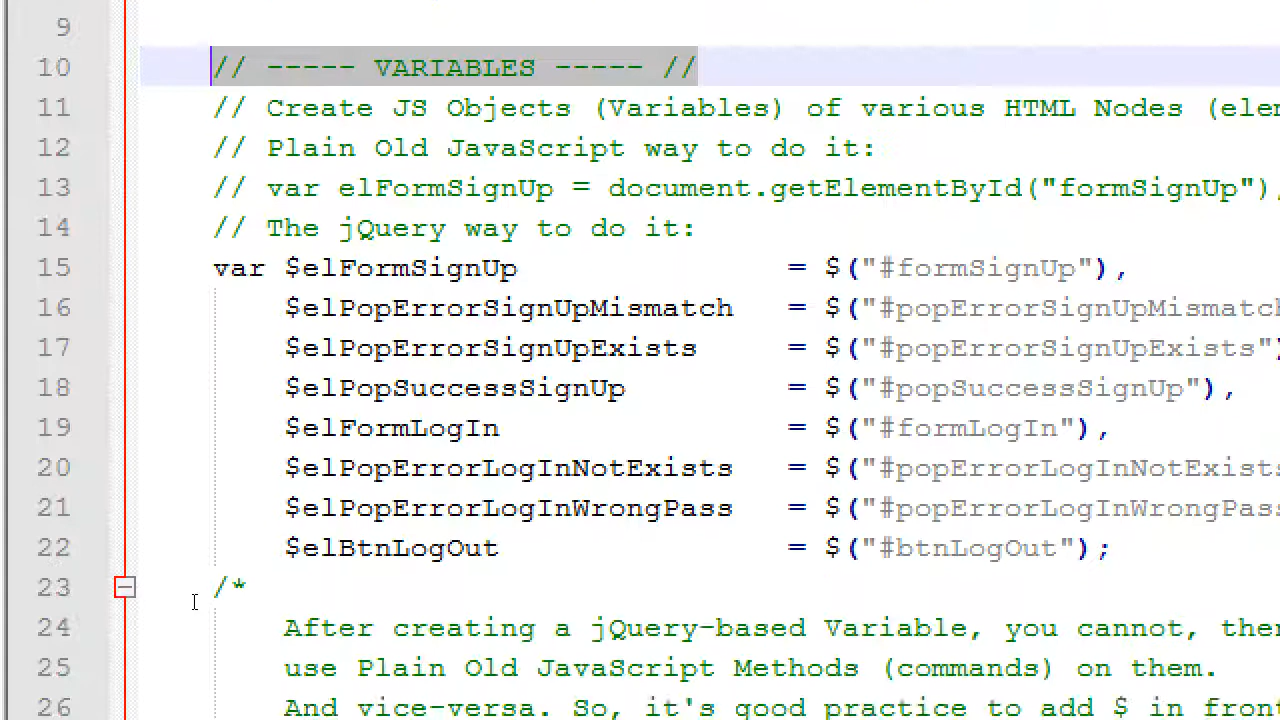 9
10 // ----- VARIABLES ----- //
11 // Create JS Objects (Variables) of various HTML Nodes
12 // Plain Old JavaScript way to do it:
13 // var elFormSignUp = document.getElementById("formSignUp")
14 // The jQuery way to do it:
15 var $elFormSignUp = $("#formSignUp"),
16 $elPopErrorSignUpMismatch = $("#popErrorSignUpMismatch
17 $elPopErrorSignUpExists = $("#popErrorSignUpExists")
18 $elPopSuccessSignUp = $("#popSuccessSignUp"),
19 $elFormLogIn = $("#formLogIn"),
20 $elPopErrorLogInNotExists = $("#popErrorLogInNotExists
21 $elPopErrorLogInWrongPass = $("#popErrorLogInWrongPass
22 $elBtnLogOut = $("#btnLogOut");
23 /*
24 After creating a jQuery-based Variable, you cannot,
25 use Plain Old JavaScript Methods (commands) on them.
26 And vice-versa. So, it's good practice to add $ in front